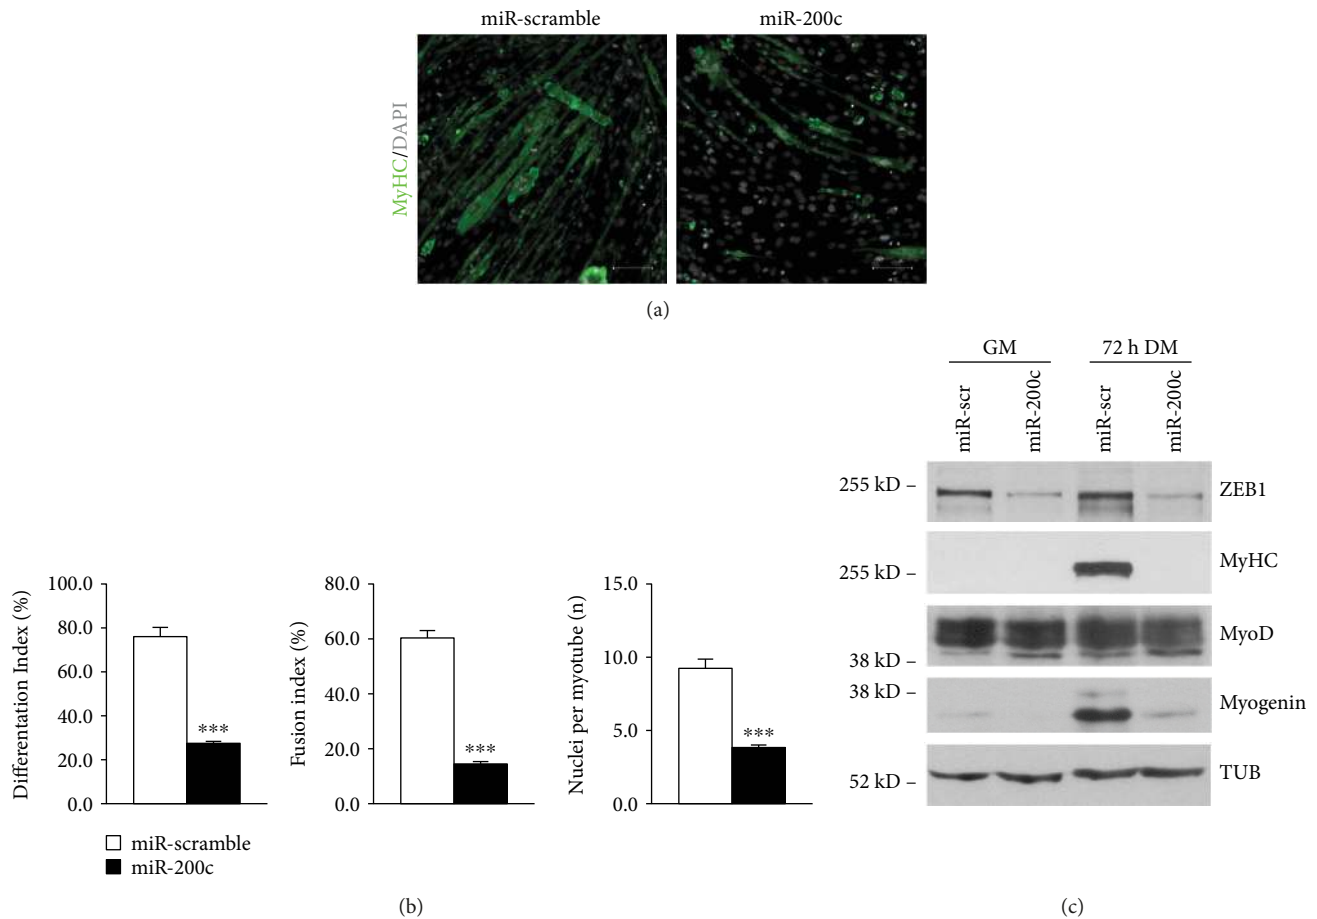 miR-scramble
miR-200c
MyHC/DAPI
(a)
100.0
80.0
60.0
40.0
20.0
0.0
Differentation Index (%)
***
80.0
60.0
40.0
20.0
0.0
Fusion index (%)
***
15.0
10.0
5.0
0.0
Nuclei per myotube (n)
***
miR-scramble
miR-200c
(b)
GM
72 h DM
miR-scr
miR-200c
miR-scr
miR-200c
255 kD –
ZEB1
255 kD –
MyHC
38 kD –
MyoD
38 kD –
Myogenin
52 kD –
TUB
(c)